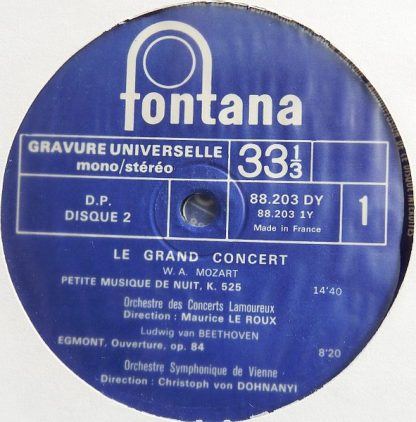 fontana
GRAVURE UNIVERSELLE
mono/stéréo
33 1/3
D.P.
DISQUE 2
88.203 DY
88.203 1Y
Made in France
1
LE GRAND CONCERT
W. A. MOZART
PETITE MUSIQUE DE NUIT, K. 525 14'40
Orchestre des Concerts Lamoureux
Direction : Maurice LE ROUX
Ludwig van BEETHOVEN
EGMONT, Ouverture, op. 84 8'20
Orchestre Symphonique de Vienne
Direction : Christoph von DOHNANYI